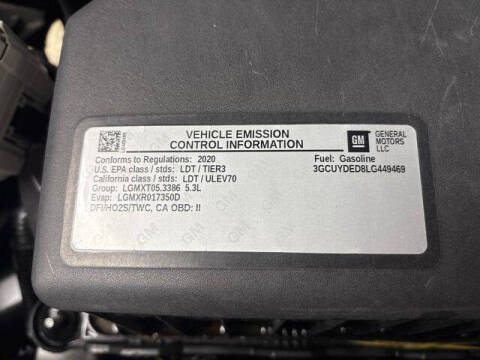 VEHICLE EMISSION
CONTROL INFORMATION
GM
GENERAL
MOTORS
LLC
Conforms to Regulations: 2020
Fuel: Gasoline
U.S. EPA class / stds: LDT / TIER3
3GCUYDED8LG449469
California class / stds: LDT / ULEV70
Group: LGMXT05.3386 5.3L
Evap: LGMXR017350D
DFI/HO2S/TWC, CA OBD: II